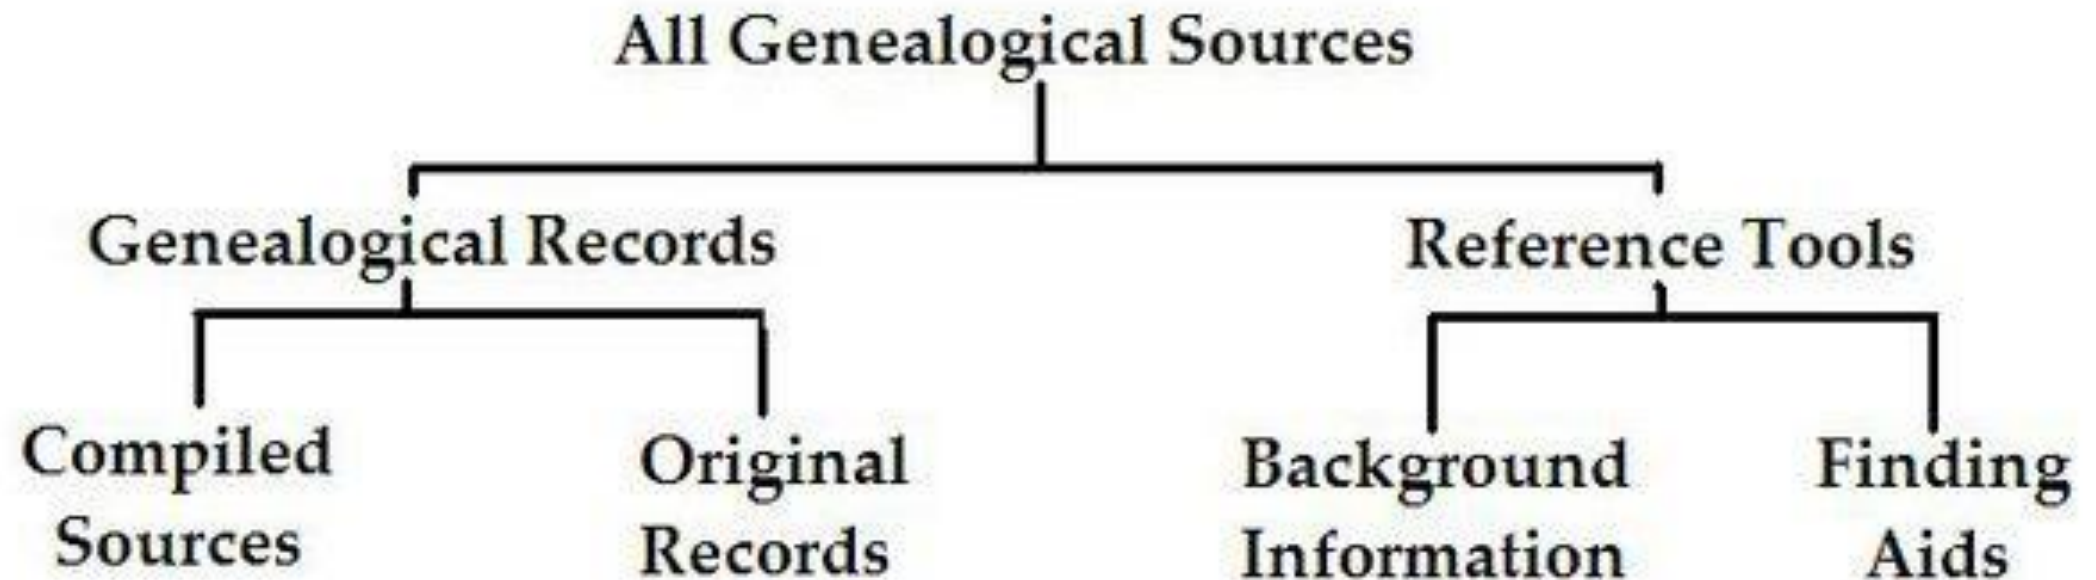 All Genealogical Sources
Genealogical Records
Reference Tools
Compiled
Sources
Original
Records
Background
Information
Finding
Aids